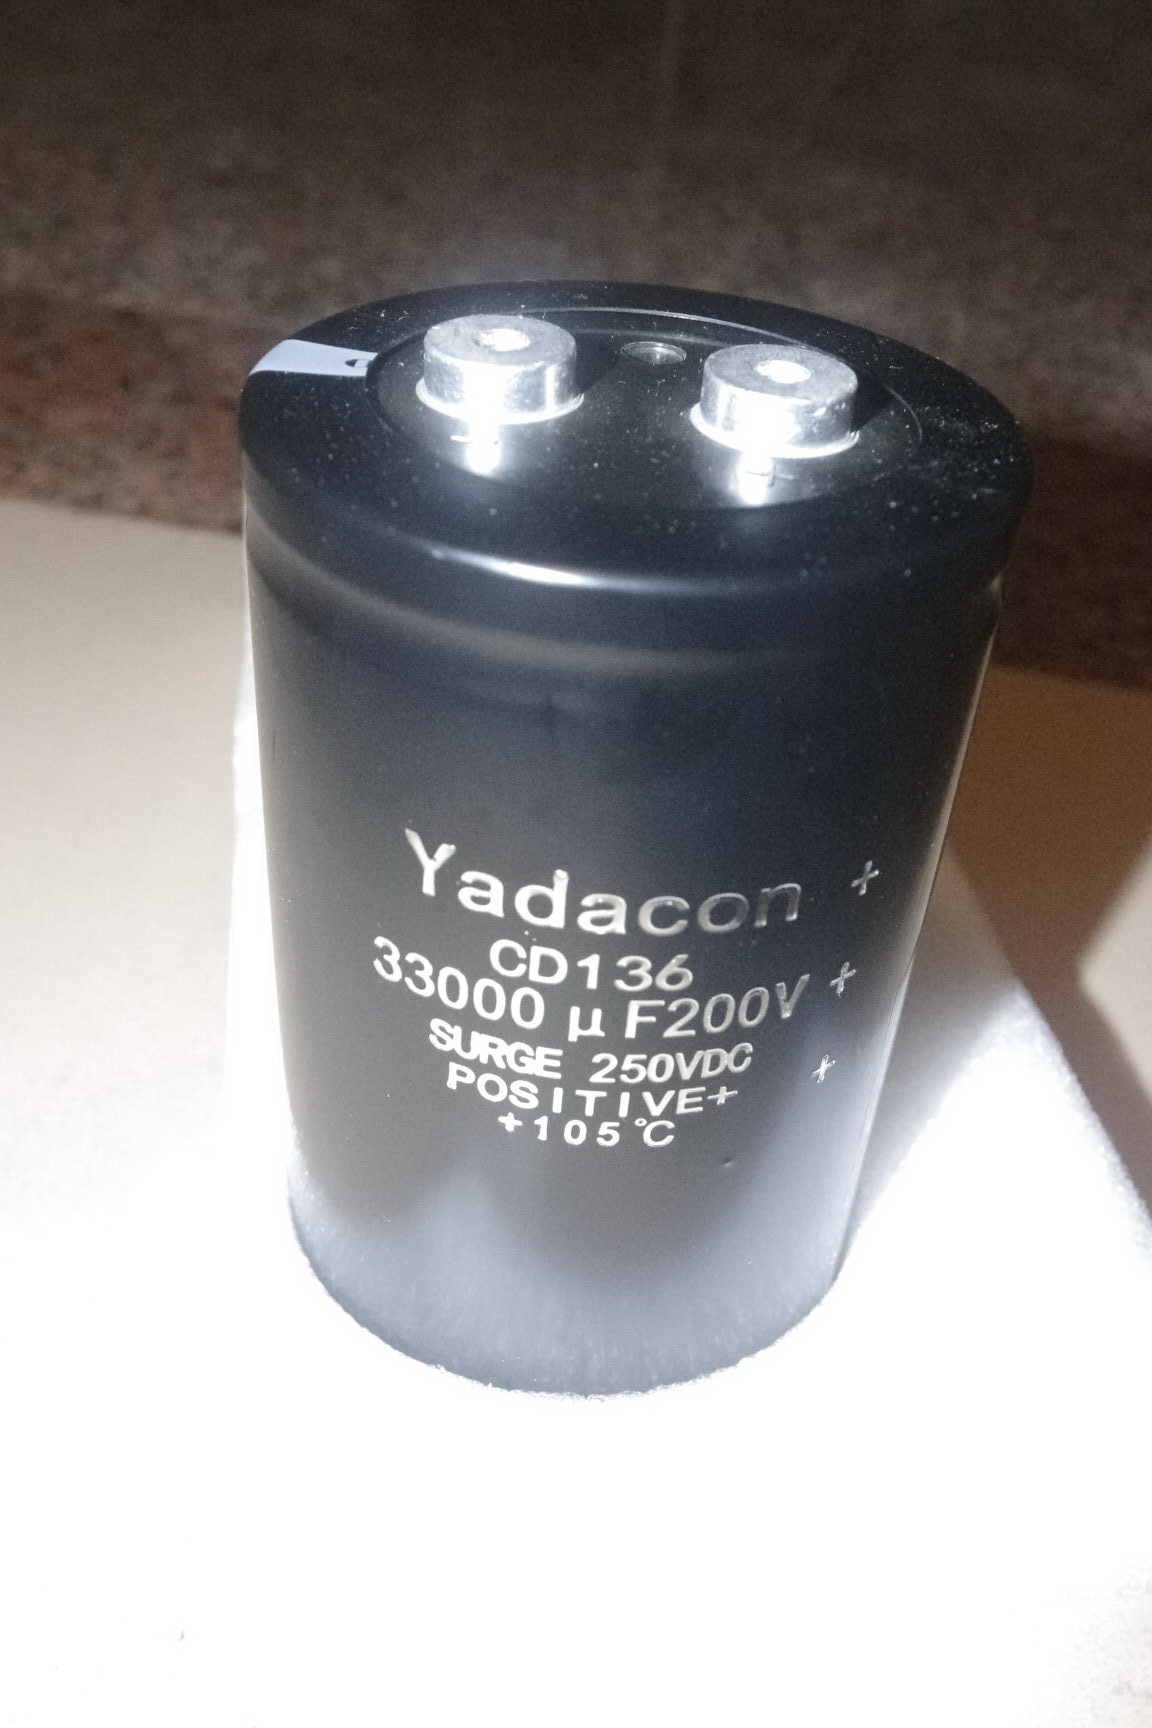 Yadacon +
CD136
33000 µF200V +
SURGE 250VDC
POSITIVE+ +
+105℃